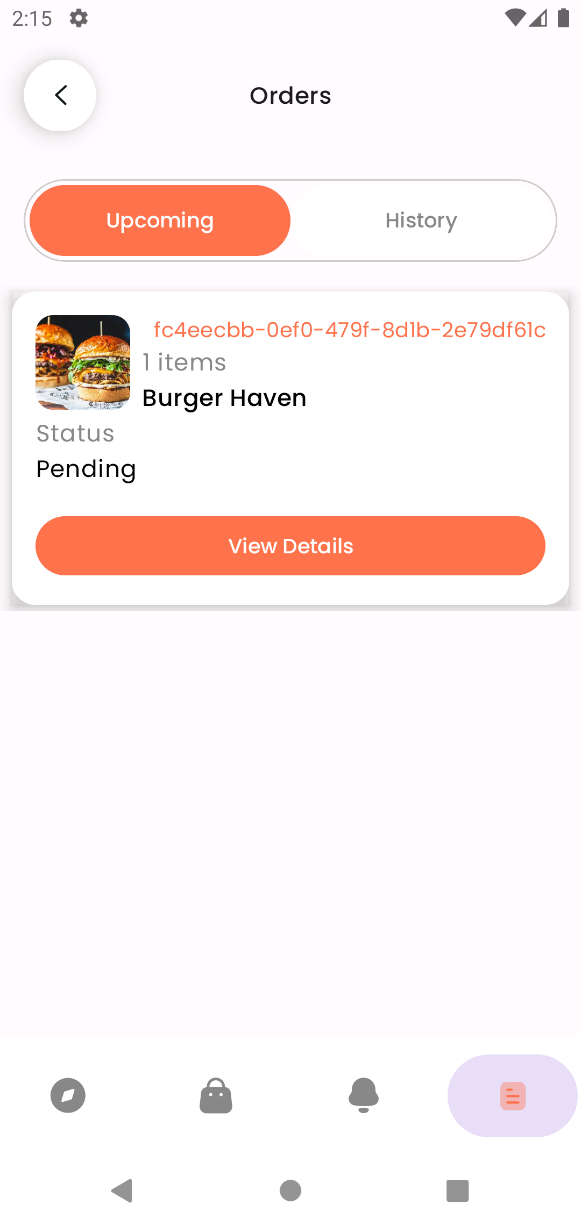 2:15
Orders
Upcoming
History
fc4eecbb-0ef0-479f-8d1b-2e79df61c
1 items
Burger Haven
Status
Pending
View Details